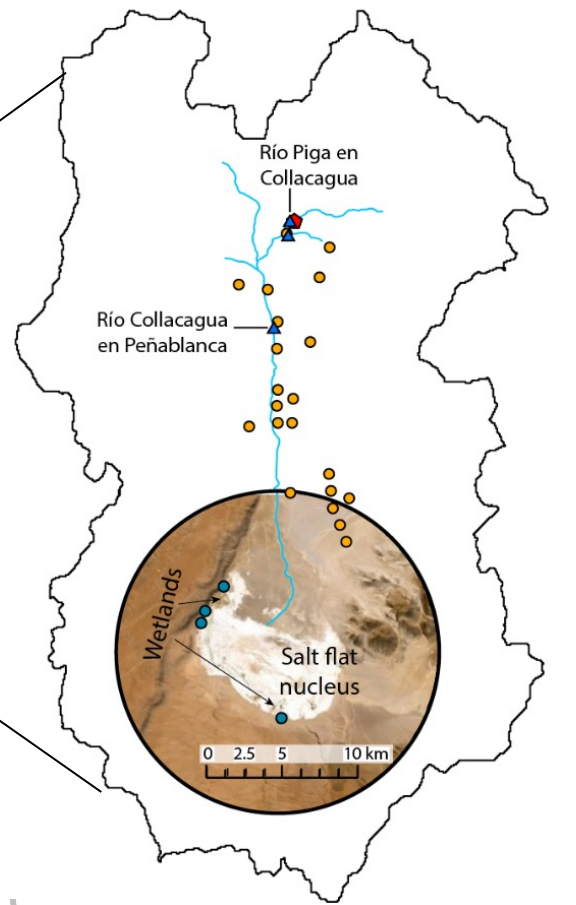 Río Piga en
Collacagua
Río Collacagua
en Peñablanca
Wetlands
Salt flat
nucleus
0 2.5 5 10 km